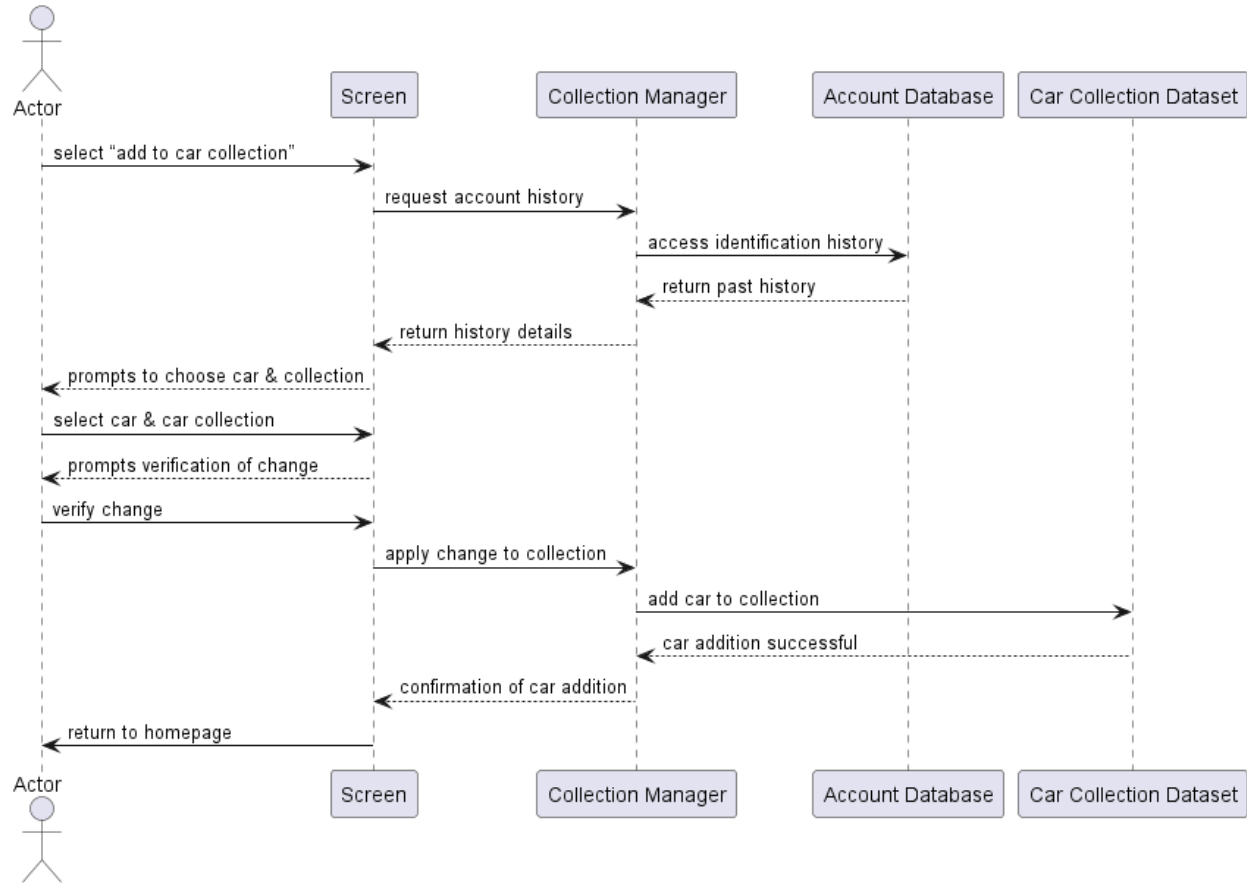 Actor
Screen
Collection Manager
Account Database
Car Collection Dataset
select “add to car collection”
request account history
access identification history
return past history
return history details
prompts to choose car & collection
select car & car collection
prompts verification of change
verify change
apply change to collection
add car to collection
car addition successful
confirmation of car addition
return to homepage
Actor
Screen
Collection Manager
Account Database
Car Collection Dataset